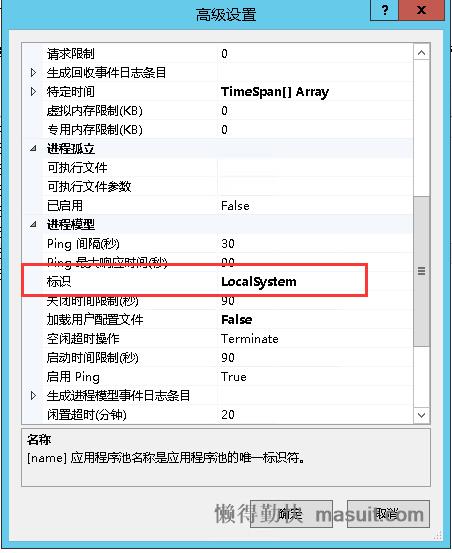 高级设置
?
x
请求限制 0
生成回收事件日志条目
特定时间 TimeSpan[] Array
虚拟内存限制(KB) 0
专用内存限制(KB) 0
进程孤立
可执行文件
可执行文件参数
已启用 False
进程模型
Ping 间隔(秒) 30
Ping 最大响应时间(秒) 90
标识 LocalSystem
关闭时间限制(秒) 90
加载用户配置文件 False
空闲超时操作 Terminate
启动时间限制(秒) 90
启用 Ping True
生成进程模型事件日志条目
闲置超时(分钟) 20
名称
[name] 应用程序池名称是应用程序池的唯一标识符。
确定 取消
懒得勤快 masuit.com